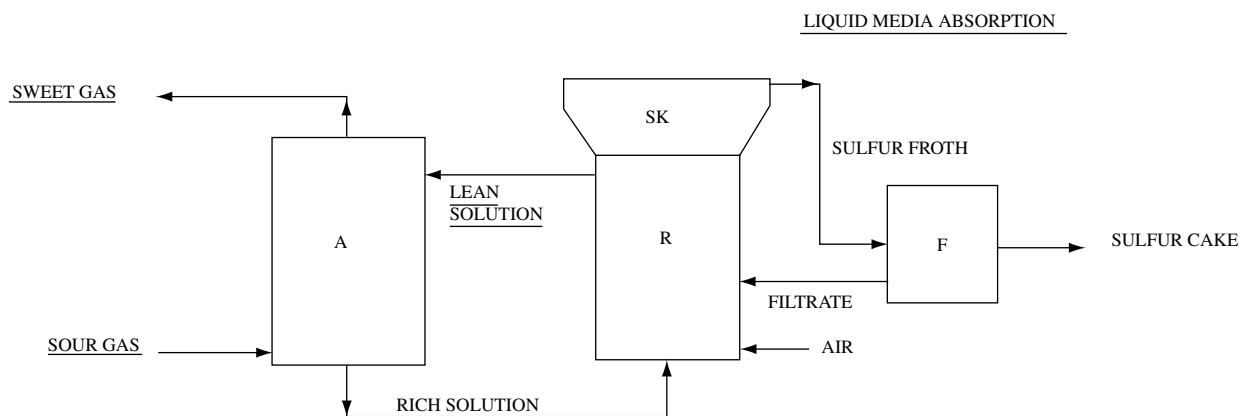 LIQUID MEDIA ABSORPTION
SWEET GAS
SK
SULFUR FROTH
LEAN
SOLUTION
A
R
F
SULFUR CAKE
FILTRATE
SOUR GAS
AIR
RICH SOLUTION